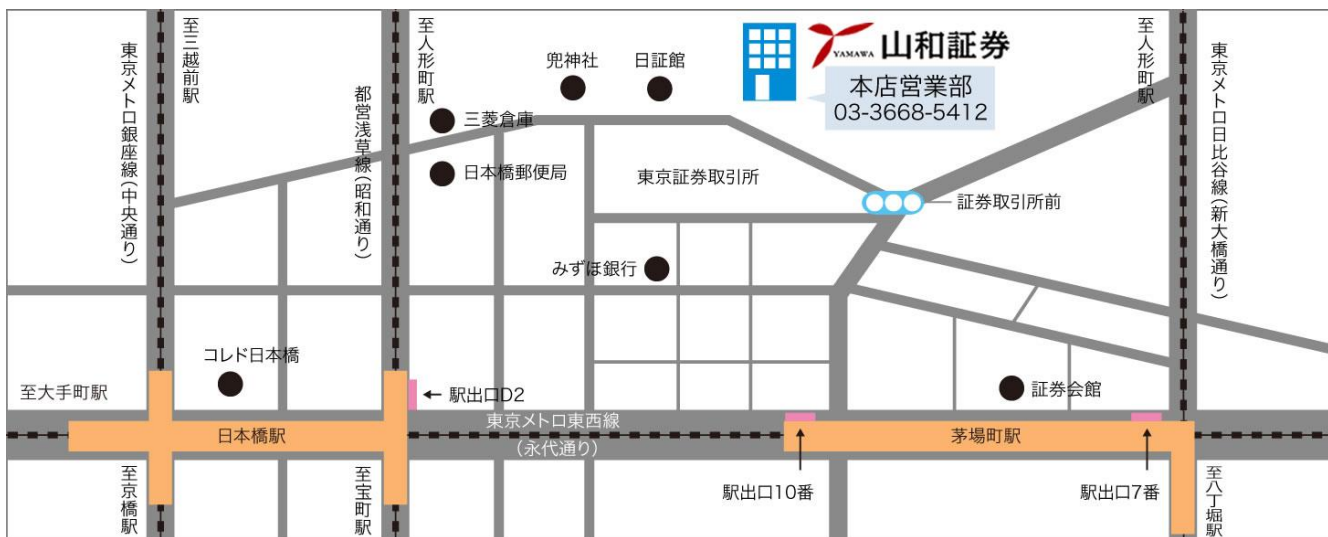 東京メトロ銀座線(中央通り)
至三越前駅
都営浅草線(昭和通り)
至人形町駅
兜神社
日証館
YAMAWA 山和証券
本店営業部
03-3668-5412
至人形町駅
東京メトロ日比谷線(新大橋通り)
三菱倉庫
日本橋郵便局
東京証券取引所
証券取引所前
みずほ銀行
コレド日本橋
至大手町駅
駅出口D2
証券会館
東京メトロ東西線
(永代通り)
日本橋駅
茅場町駅
至京橋駅
至宝町駅
駅出口10番
駅出口7番
至八丁堀駅